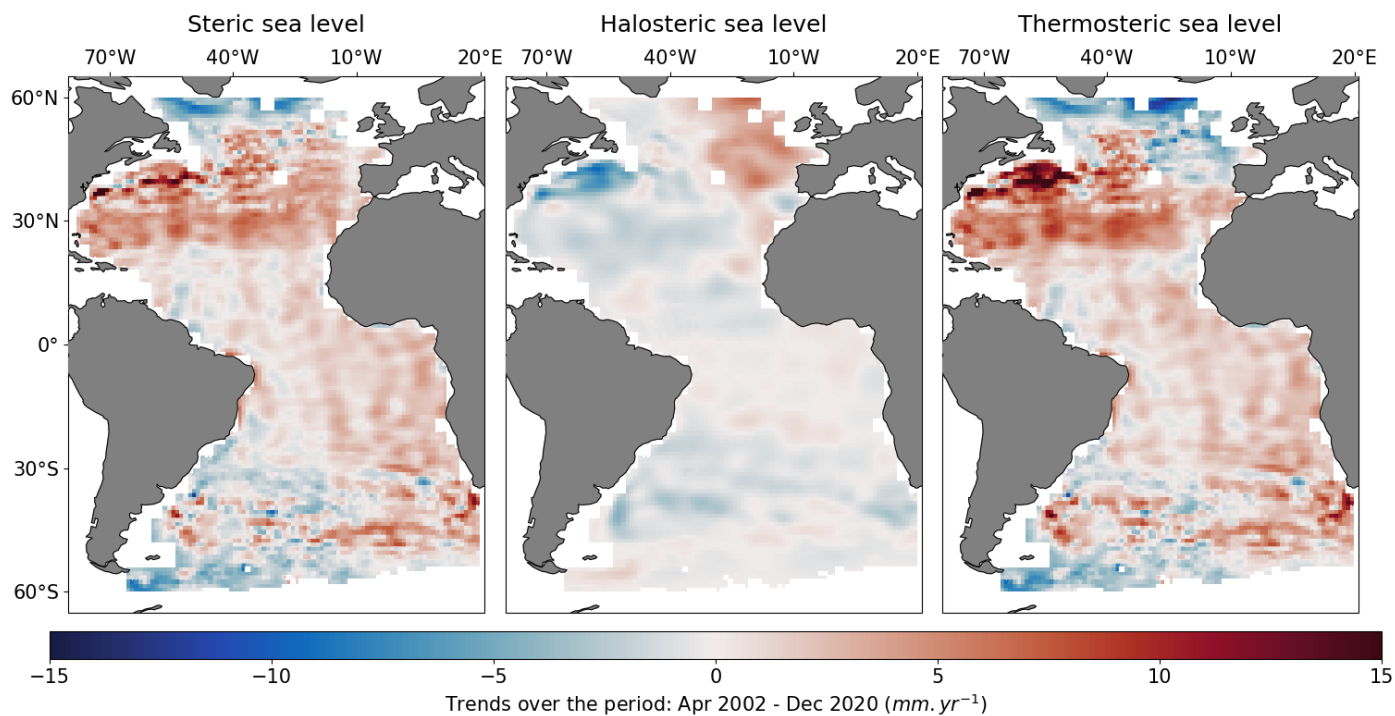 Steric sea level Halosteric sea level Thermosteric sea level
70°W 40°W 10°W 20°E 70°W 40°W 10°W 20°E 70°W 40°W 10°W 20°E
60°N
30°N
0°
30°S
60°S
−15 −10 −5 0 5 10 15
Trends over the period: Apr 2002 - Dec 2020 (mm. yr⁻¹)